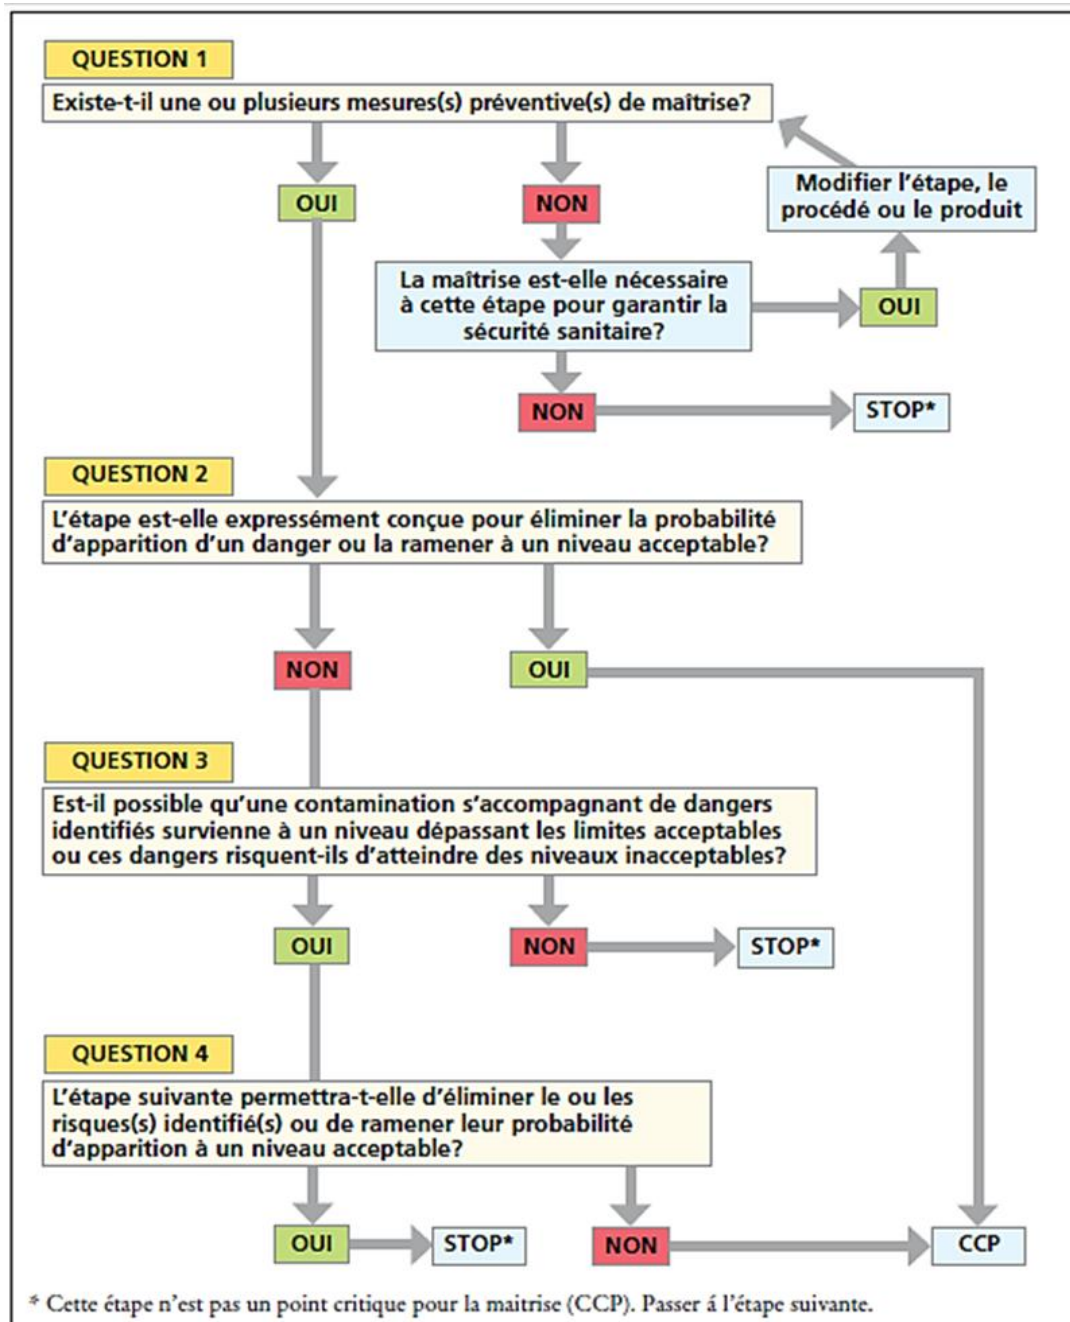 QUESTION 1
Existe-t-il une ou plusieurs mesures(s) préventive(s) de maîtrise?
OUI
NON
Modifier l'étape, le
procédé ou le produit
La maîtrise est-elle nécessaire
à cette étape pour garantir la
sécurité sanitaire?
OUI
NON
STOP*
QUESTION 2
L'étape est-elle expressément conçue pour éliminer la probabilité
d'apparition d'un danger ou la ramener à un niveau acceptable?
NON
OUI
QUESTION 3
Est-il possible qu'une contamination s'accompagnant de dangers
identifiés survienne à un niveau dépassant les limites acceptables
ou ces dangers risquent-ils d'atteindre des niveaux inacceptables?
OUI
NON
STOP*
QUESTION 4
L'étape suivante permettra-t-elle d'éliminer le ou les
risques(s) identifié(s) ou de ramener leur probabilité
d'apparition à un niveau acceptable?
OUI
STOP*
NON
CCP
* Cette étape n'est pas un point critique pour la maitrise (CCP). Passer á l'étape suivante.